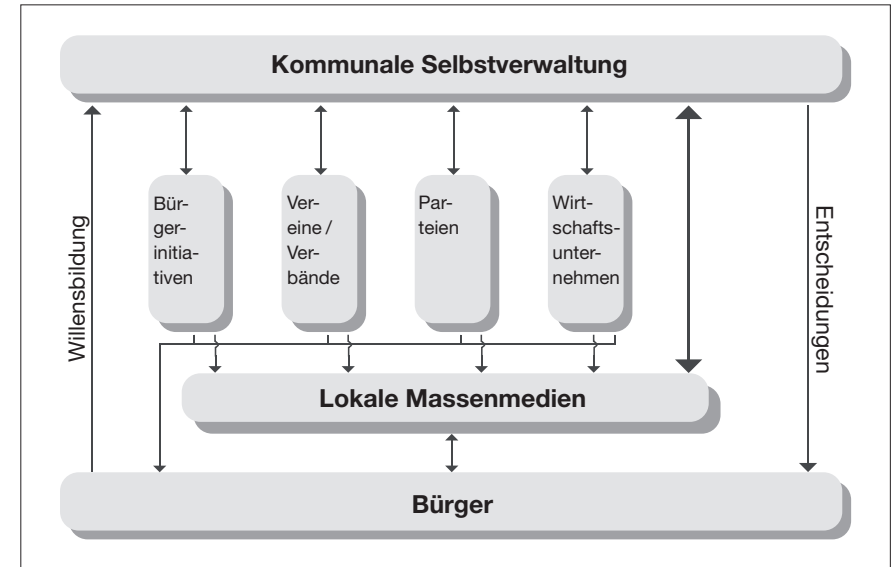 Kommunale Selbstverwaltung
Willensbildung
Bür-
ger-
initia-
tiven
Ver-
eine /
Ver-
bände
Par-
teien
Wirt-
schafts-
unter-
nehmen
Entscheidungen
Lokale Massenmedien
Bürger